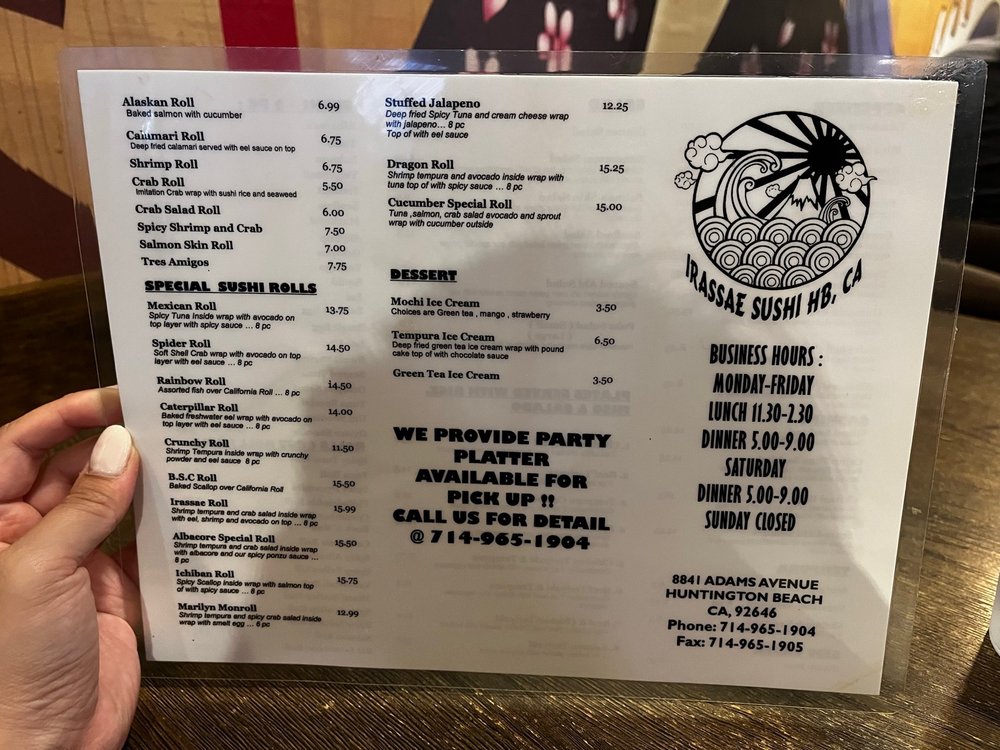 Alaskan Roll 6.99
Baked salmon with cucumber
Calamari Roll 6.75
Deep fried calamari served with eel sauce on top
Shrimp Roll 6.75
Crab Roll 5.50
Imitation Crab wrap with sushi rice and seaweed
Crab Salad Roll 6.00
Spicy Shrimp and Crab 7.50
Salmon Skin Roll 7.00
Tres Amigos 7.75
SPECIAL SUSHI ROLLS
Mexican Roll 13.75
Spicy Tuna Inside wrap with avocado on
top layer with spicy sauce ... 8 pc
Spider Roll 14.50
Soft Shell Crab wrap with avocado on top
layer with eel sauce ... 8 pc
Rainbow Roll 14.50
Assorted fish over California Roll ... 8 pc
Caterpillar Roll 14.00
Baked freshwater eel wrap with avocado on
top layer with eel sauce ... 8 pc
Crunchy Roll 11.50
Shrimp Tempura inside wrap with crunchy
powder and eel sauce 8 pc
B.S.C Roll 15.50
Baked Scallop over California Roll
Irassae Roll 15.99
Shrimp tempura and crab salad inside wrap
with eel, shrimp and avocado on top ... 8 pc
Albacore Special Roll 15.50
Shrimp tempura and crab salad inside wrap
with albacore and our spicy ponzu sauce ...
8 pc
Ichiban Roll 15.75
Spicy Scallop inside wrap with salmon top
of with spicy sauce ... 8 pc
Marilyn Monroll 12.99
Shrimp tempura and spicy crab salad inside
wrap with smelt egg ... 6 pc
Stuffed Jalapeno 12.25
Deep fried Spicy Tuna and cream cheese wrap
with jalapeno... 8 pc
Top of with eel sauce
Dragon Roll 15.25
Shrimp tempura and avocado inside wrap with
tuna top of with spicy sauce ... 8 pc
Cucumber Special Roll 15.00
Tuna ,salmon, crab salad avocado and sprout
wrap with cucumber outside
DESSERT
Mochi Ice Cream 3.50
Choices are Green tea , mango , strawberry
Tempura Ice Cream 6.50
Deep fried green tea ice cream wrap with pound
cake top of with chocolate sauce
Green Tea Ice Cream 3.50
WE PROVIDE PARTY
PLATTER
AVAILABLE FOR
PICK UP !!
CALL US FOR DETAIL
@ 714-965-1904
IRASSAE SUSHI HB, CA
BUSINESS HOURS :
MONDAY-FRIDAY
LUNCH 11.30-2.30
DINNER 5.00-9.00
SATURDAY
DINNER 5.00-9.00
SUNDAY CLOSED
8841 ADAMS AVENUE
HUNTINGTON BEACH
CA, 92646
Phone: 714-965-1904
Fax: 714-965-1905